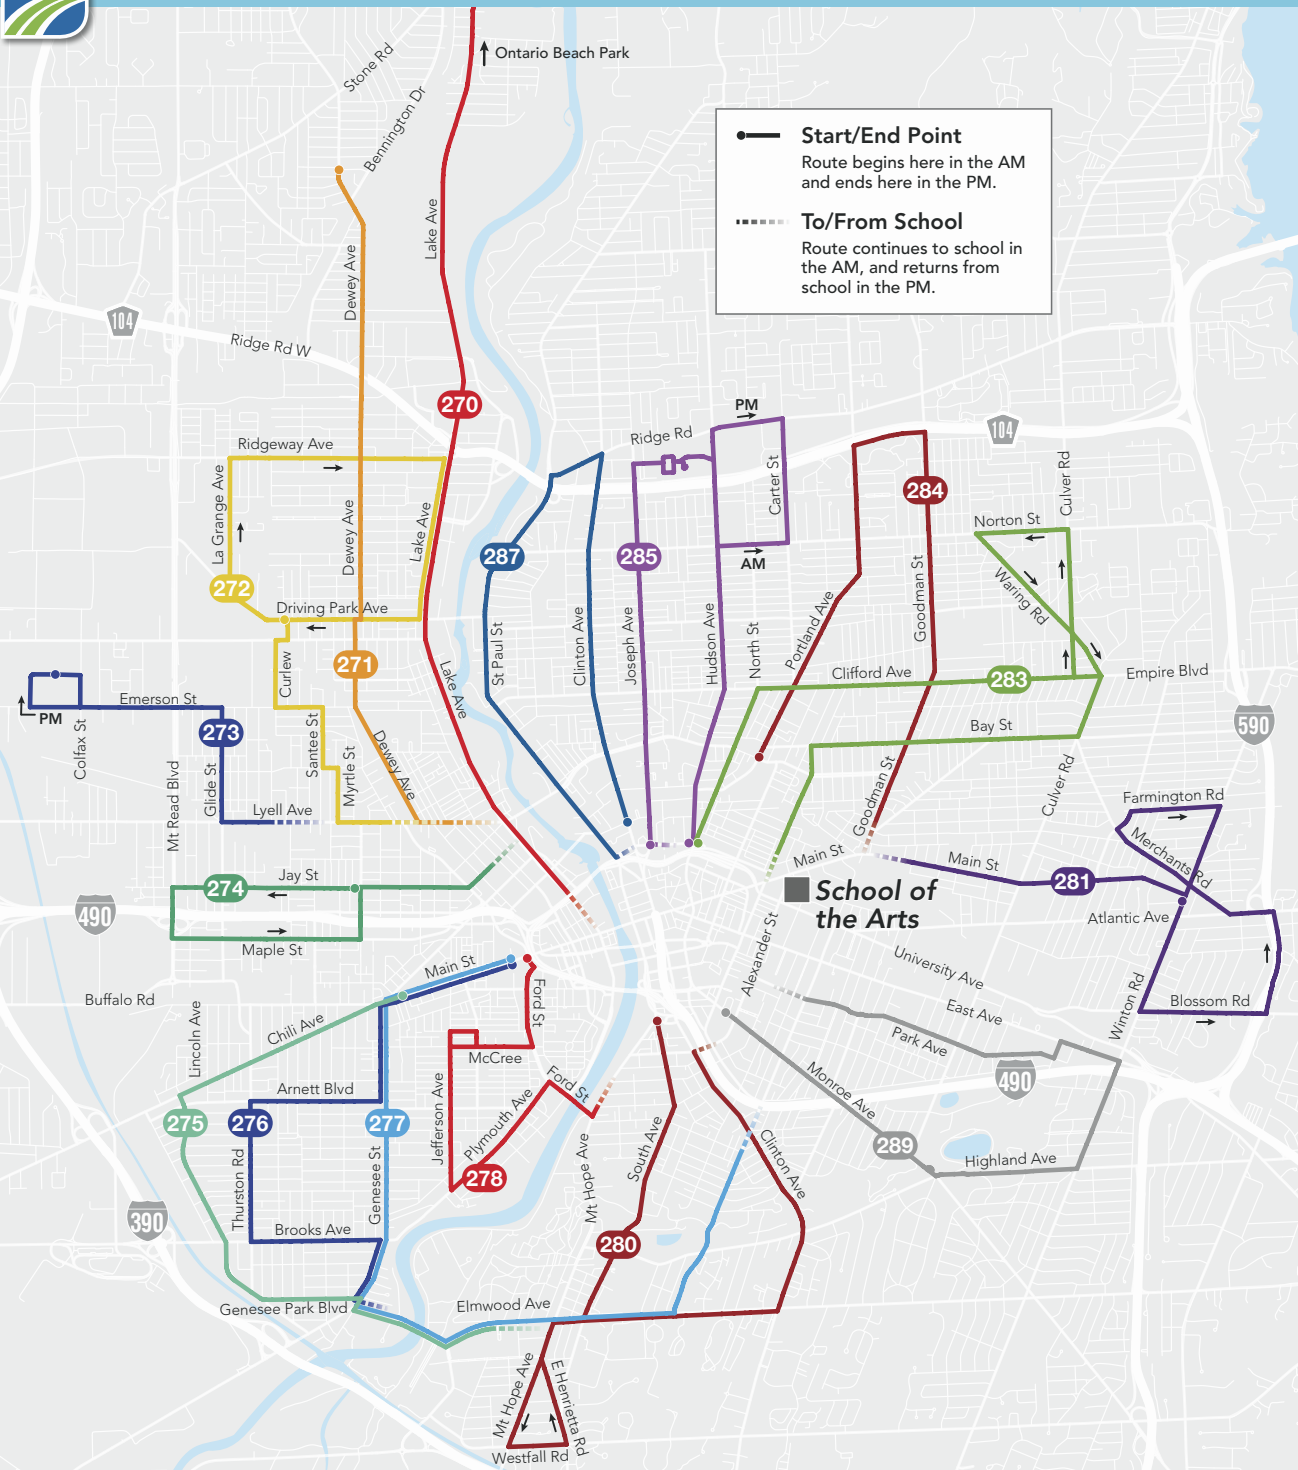 Ontario Beach Park
Stone Rd
Bennington Dr
Start/End Point
Route begins here in the AM
and ends here in the PM.
To/From School
Route continues to school in
the AM, and returns from
school in the PM.
Lake Ave
Dewey Ave
104
Ridge Rd W
270
PM
Ridge Rd
104
Ridgeway Ave
La Grange Ave
Dewey Ave
Lake Ave
Carter St
284
Culver Rd
Norton St
287
285
AM
272
Driving Park Ave
Waring Rd
Goodman St
Portland Ave
St Paul St
Clinton Ave
Joseph Ave
Hudson Ave
North St
271
Curlew
Lake Ave
Clifford Ave
283
Empire Blvd
Emerson St
PM
273
Colfax St
Santee St
Bay St
590
Mt Read Blvd
Glide St
Myrtle St
Dewey Ave
Goodman St
Culver Rd
Lyell Ave
Farmington Rd
Merchants Rd
Main St
Main St
281
274
Jay St
School of
the Arts
490
Atlantic Ave
Maple St
Alexander St
University Ave
Main St
Buffalo Rd
Lincoln Ave
Chili Ave
Ford St
East Ave
Winton Rd
Blossom Rd
Park Ave
McCree
490
Arnett Blvd
Jefferson Ave
Plymouth Ave
Ford St
Monroe Ave
275
276
277
Thurston Rd
Genesee St
278
Mt Hope Ave
South Ave
Clinton Ave
289
Highland Ave
390
Brooks Ave
280
Genesee Park Blvd
Elmwood Ave
Mt Hope Ave
E Henrietta Rd
Westfall Rd